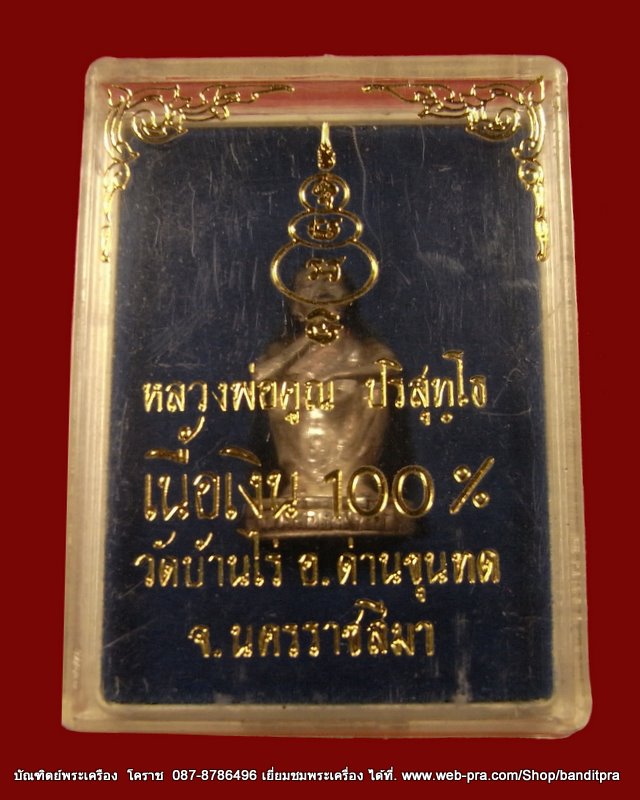 หลวงพ่อคูณ ปริสุทฺโธ
เนื้อเงิน 100 %
วัดบ้านไร่ อ.ด่านขุนทด
จ.นครราชสีมา
บัณฑิตย์พระเครื่อง โคราช 087-8786496 เยี่ยมชมพระเครื่อง ได้ที่. www.web-pra.com/Shop/banditpra